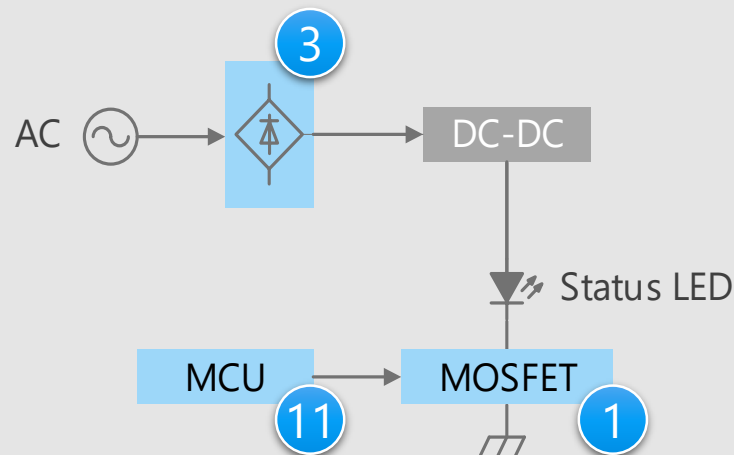 3
AC
DC-DC
Status LED
MCU
MOSFET
11
1